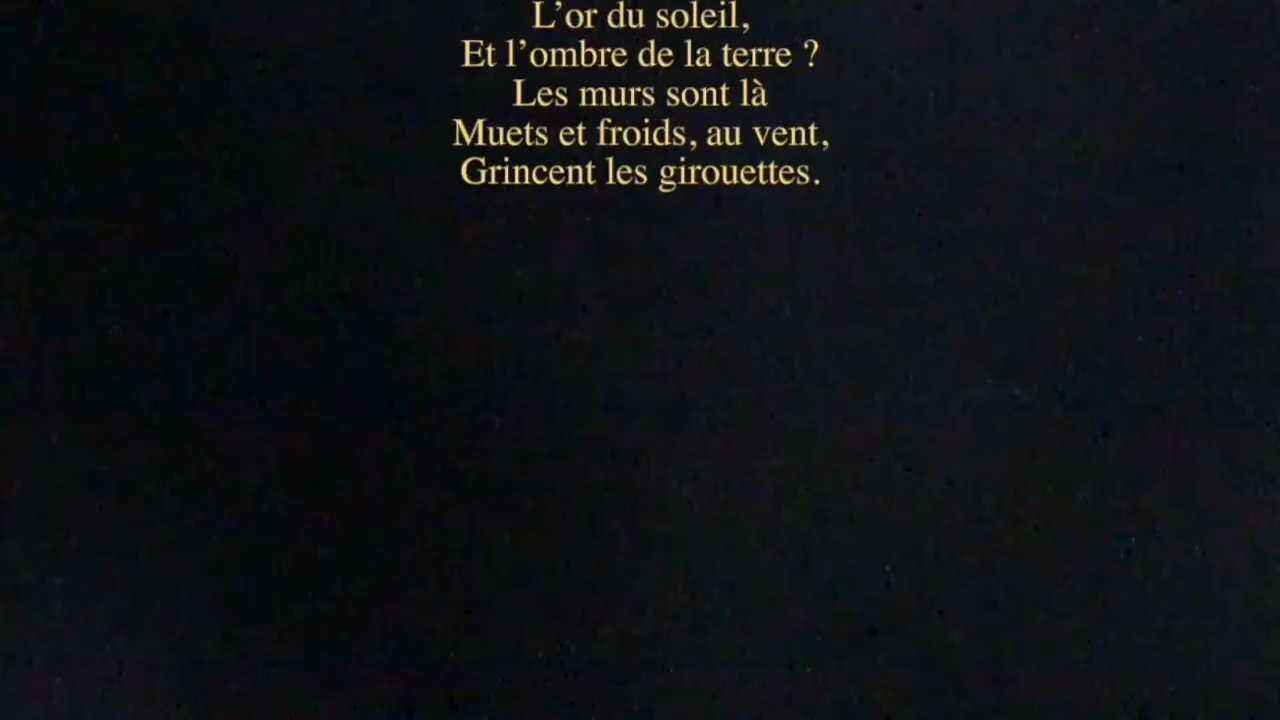 L’or du soleil,
Et l’ombre de la terre ?
Les murs sont là
Muets et froids, au vent,
Grincent les girouettes.